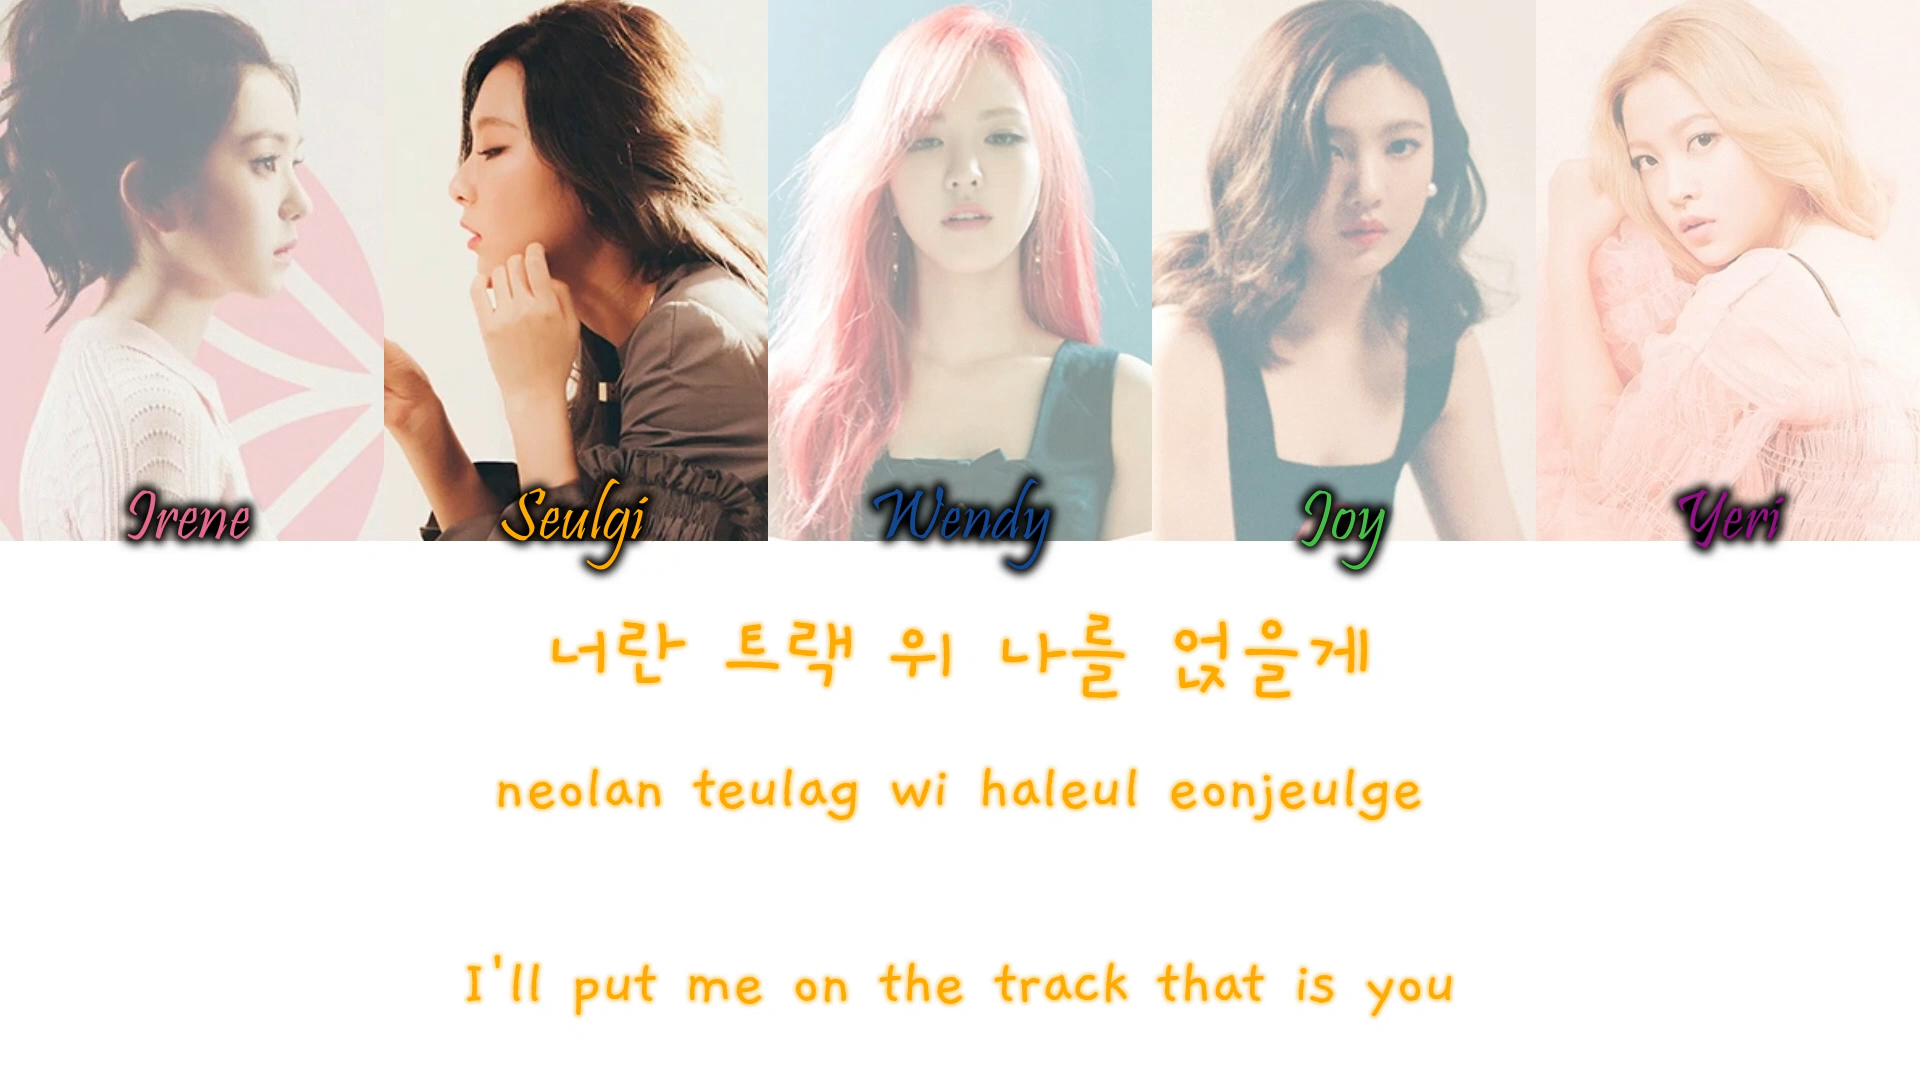 Irene Seulgi Wendy Joy Yeri
너란 트랙 위 나를 얹을게
neolan teulag wi haleul eonjeulge
I'll put me on the track that is you